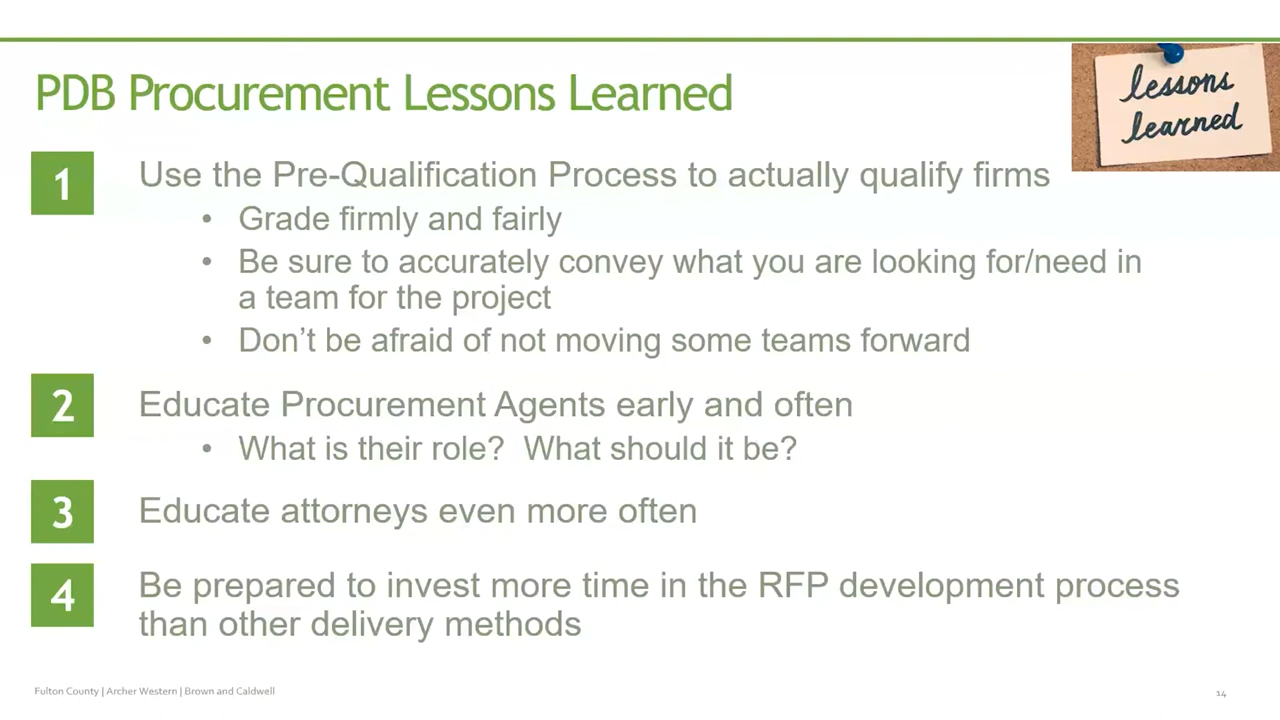 PDB Procurement Lessons Learned
lessons
learned
1
Use the Pre-Qualification Process to actually qualify firms
• Grade firmly and fairly
• Be sure to accurately convey what you are looking for/need in
a team for the project
• Don’t be afraid of not moving some teams forward
2
Educate Procurement Agents early and often
• What is their role?  What should it be?
3
Educate attorneys even more often
4
Be prepared to invest more time in the RFP development process
than other delivery methods
Fulton County | Archer Western | Brown and Caldwell
14